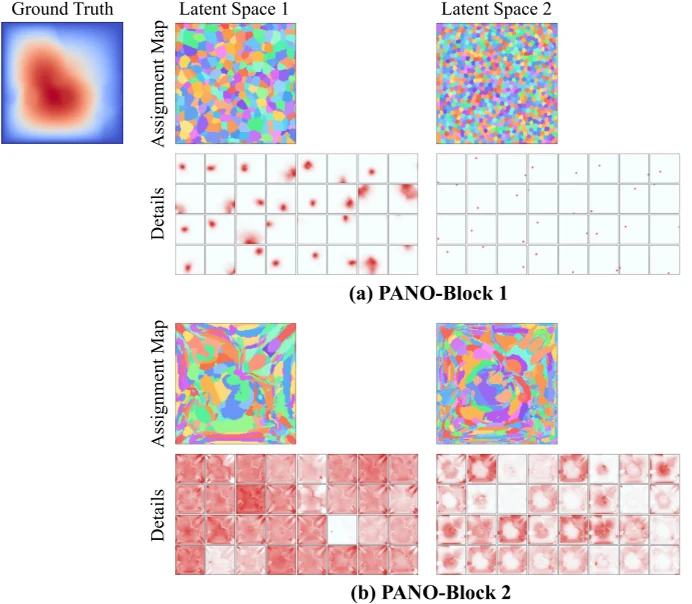 Ground Truth
Latent Space 1
Latent Space 2
Assignment Map
Details
(a) PANO-Block 1
Assignment Map
Details
(b) PANO-Block 2